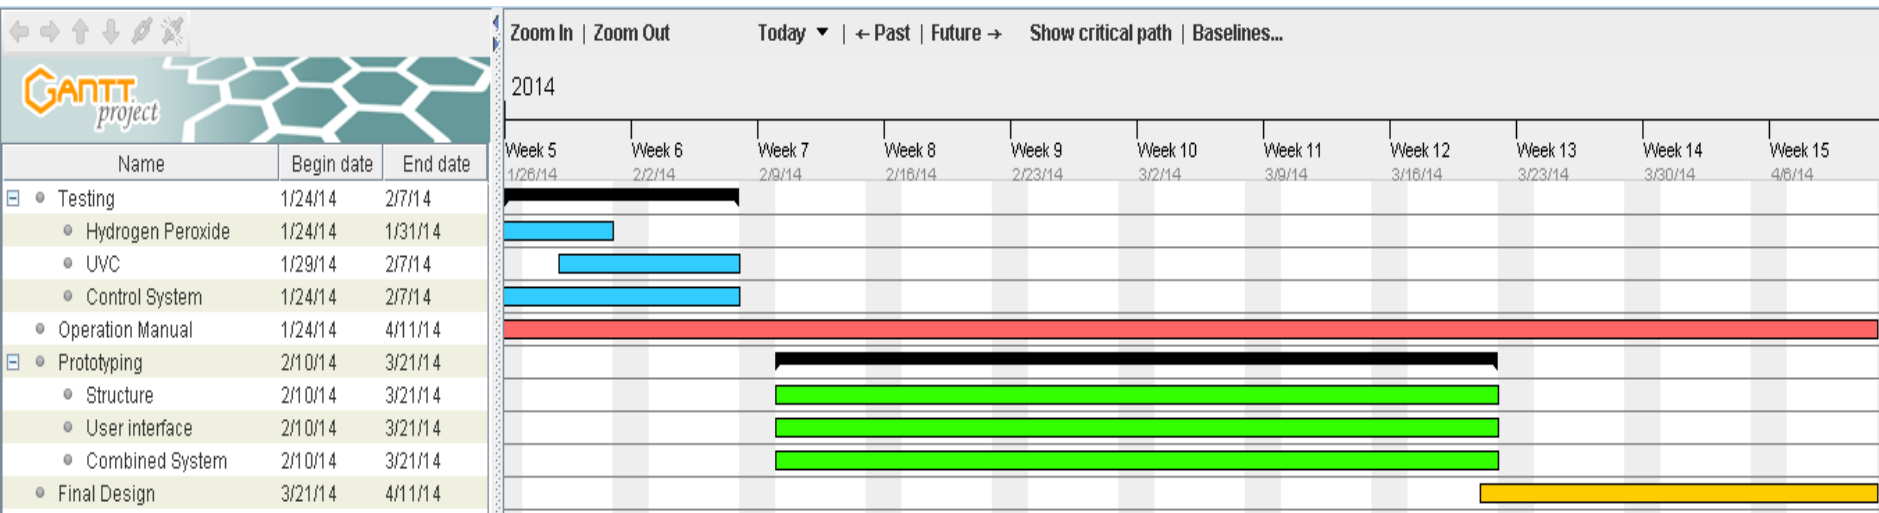 Zoom In | Zoom Out Today ▼ | ← Past | Future → Show critical path | Baselines...
2014
GANTT
project
Week 5 Week 6 Week 7 Week 8 Week 9 Week 10 Week 11 Week 12 Week 13 Week 14 Week 15
1/26/14 2/2/14 2/9/14 2/16/14 2/23/14 3/2/14 3/9/14 3/16/14 3/23/14 3/30/14 4/6/14
Name Begin date End date
Testing 1/24/14 2/7/14
Hydrogen Peroxide 1/24/14 1/31/14
UVC 1/29/14 2/7/14
Control System 1/24/14 2/7/14
Operation Manual 1/24/14 4/11/14
Prototyping 2/10/14 3/21/14
Structure 2/10/14 3/21/14
User interface 2/10/14 3/21/14
Combined System 2/10/14 3/21/14
Final Design 3/21/14 4/11/14